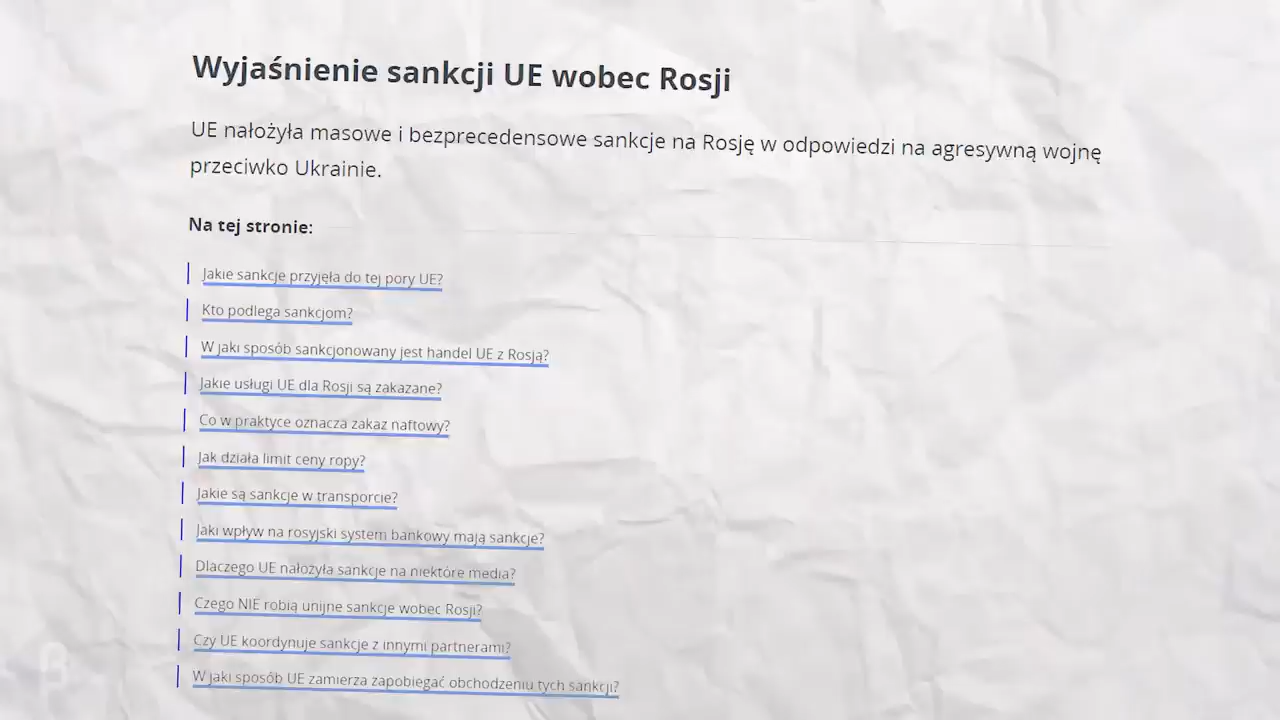 Wyjaśnienie sankcji UE wobec Rosji
UE nałożyła masowe i bezprecedensowe sankcje na Rosję w odpowiedzi na agresywną wojnę
przeciwko Ukrainie.
Na tej stronie:
Jakie sankcje przyjęła do tej pory UE?
Kto podlega sankcjom?
W jaki sposób sankcjonowany jest handel UE z Rosją?
Jakie usługi UE dla Rosji są zakazane?
Co w praktyce oznacza zakaz naftowy?
Jak działa limit ceny ropy?
Jakie są sankcje w transporcie?
Jaki wpływ na rosyjski system bankowy mają sankcje?
Dlaczego UE nałożyła sankcje na niektóre media?
Czego NIE robią unijne sankcje wobec Rosji?
Czy UE koordynuje sankcje z innymi partnerami?
W jaki sposób UE zamierza zapobiegać obchodzeniu tych sankcji?